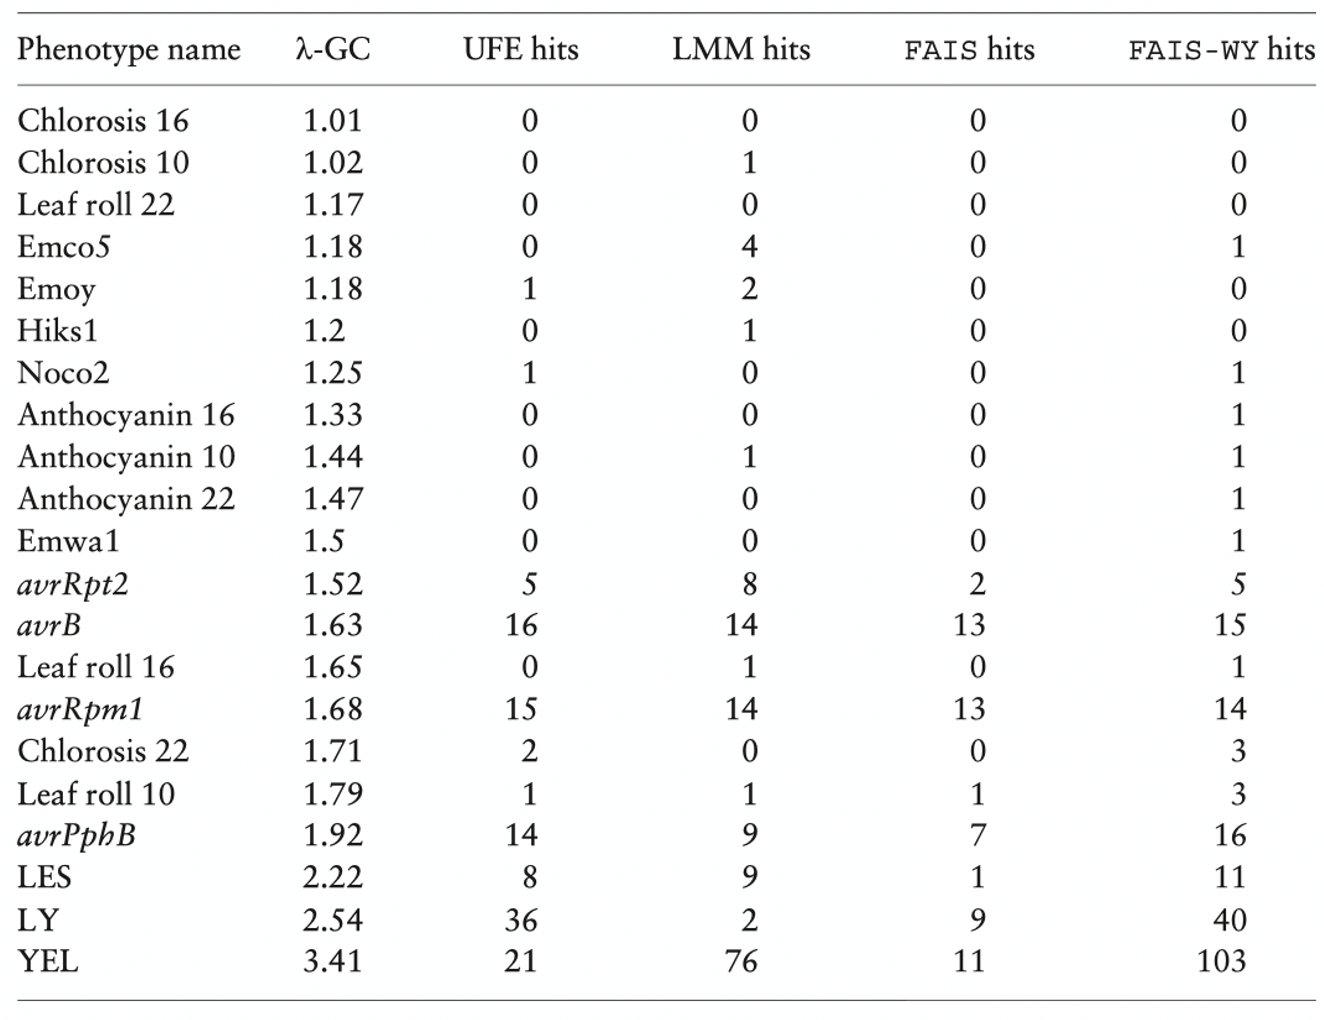 Phenotype name λ-GC UFE hits LMM hits FAIS hits FAIS-WY hits
Chlorosis 16 1.01 0 0 0 0
Chlorosis 10 1.02 0 1 0 0
Leaf roll 22 1.17 0 0 0 0
Emco5 1.18 0 4 0 1
Emoy 1.18 1 2 0 0
Hiks1 1.2 0 1 0 0
Noco2 1.25 1 0 0 1
Anthocyanin 16 1.33 0 0 0 1
Anthocyanin 10 1.44 0 1 0 1
Anthocyanin 22 1.47 0 0 0 1
Emwa1 1.5 0 0 0 1
avrRpt2 1.52 5 8 2 5
avrB 1.63 16 14 13 15
Leaf roll 16 1.65 0 1 0 1
avrRpm1 1.68 15 14 13 14
Chlorosis 22 1.71 2 0 0 3
Leaf roll 10 1.79 1 1 1 3
avrPphB 1.92 14 9 7 16
LES 2.22 8 9 1 11
LY 2.54 36 2 9 40
YEL 3.41 21 76 11 103